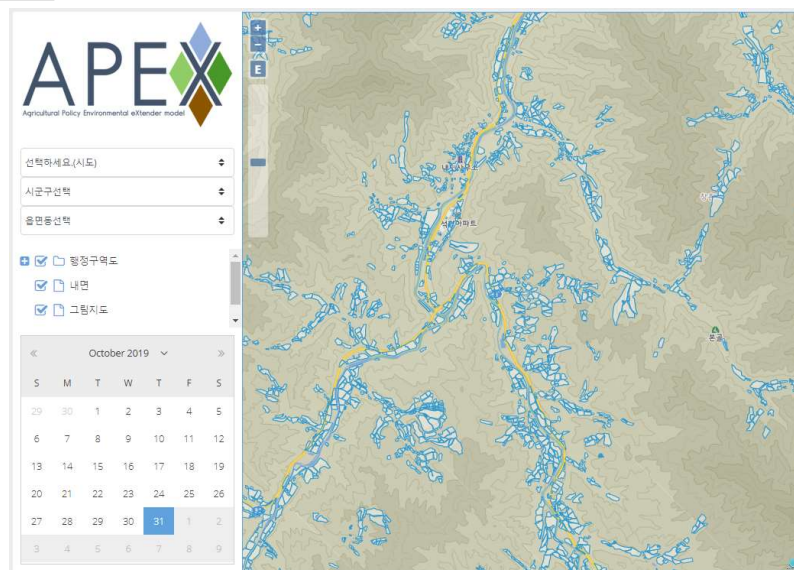 APEX
Agricultural Policy Environmental eXtender model
선택하세요.(시도)
시군구선택
읍면동선택
행정구역도
내면
그림지도
«
October 2019
»
S M T W T F S
29 30 1 2 3 4 5
6 7 8 9 10 11 12
13 14 15 16 17 18 19
20 21 22 23 24 25 26
27 28 29 30 31 1 2
3 4 5 6 7 8 9
+
−
E
문골